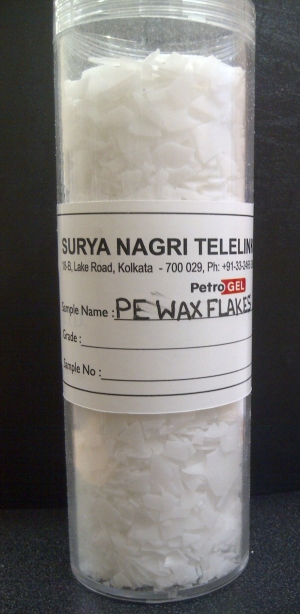 SURYA NAGRI TELELIN
Lake Road, Kolkata - 700 029, Ph: +91-33-
PetroGEL
Sample Name : PE WAX FLAKES
Grade :
Sample No :